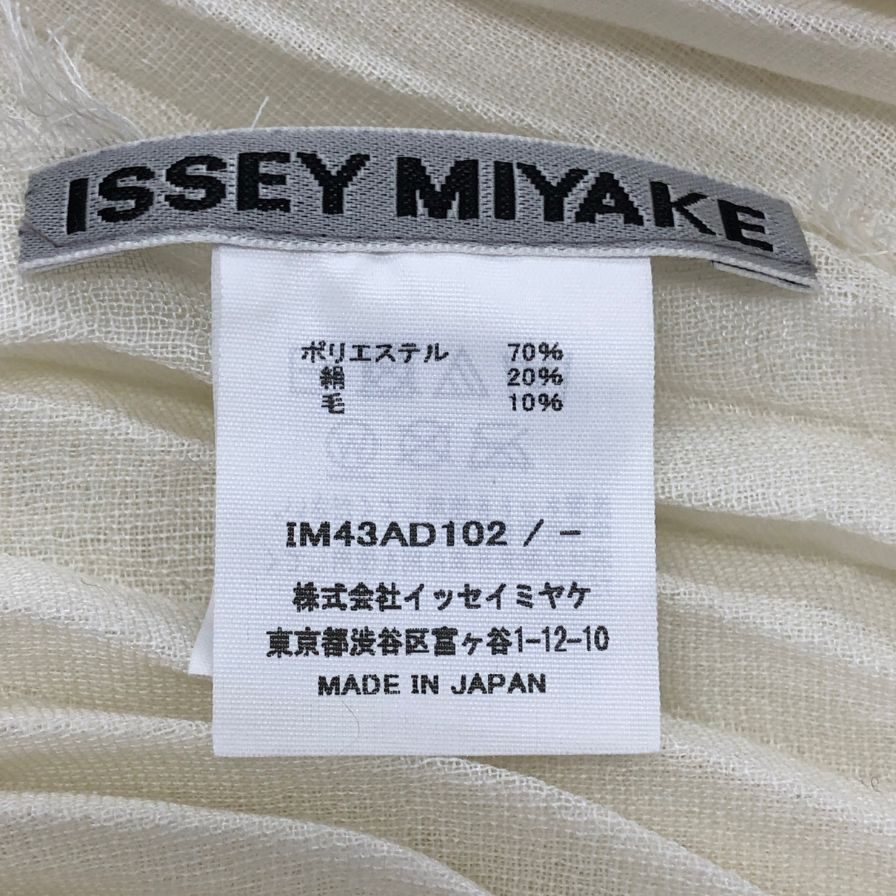 ISSEY MIYAKE
ポリエステル 70%
絹 20%
毛 10%
IM43AD102 / -
株式会社イッセイミヤケ
東京都渋谷区富ヶ谷1-12-10
MADE IN JAPAN